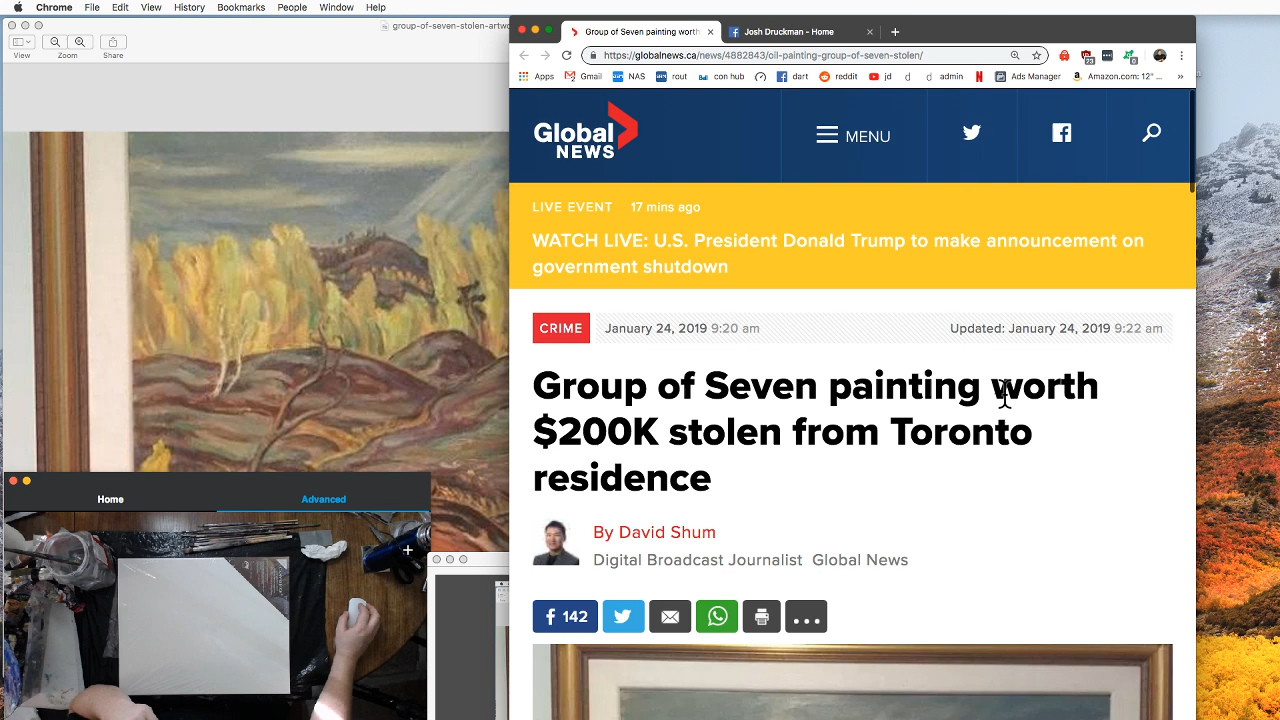 Chrome File Edit View History Bookmarks People Window Help
group-of-seven-stolen-artwo
View Zoom Share
Group of Seven painting worth
Josh Druckman - Home
https://globalnews.ca/news/4882843/oil-painting-group-of-seven-stolen/
Apps Gmail NAS rout con hub dart reddit jd d admin Ads Manager Amazon.com: 12" ... »
Global
NEWS
MENU
LIVE EVENT 17 mins ago
WATCH LIVE: U.S. President Donald Trump to make announcement on
government shutdown
CRIME January 24, 2019 9:20 am Updated: January 24, 2019 9:22 am
Group of Seven painting worth
$200K stolen from Toronto
residence
By David Shum
Digital Broadcast Journalist Global News
142
Home Advanced